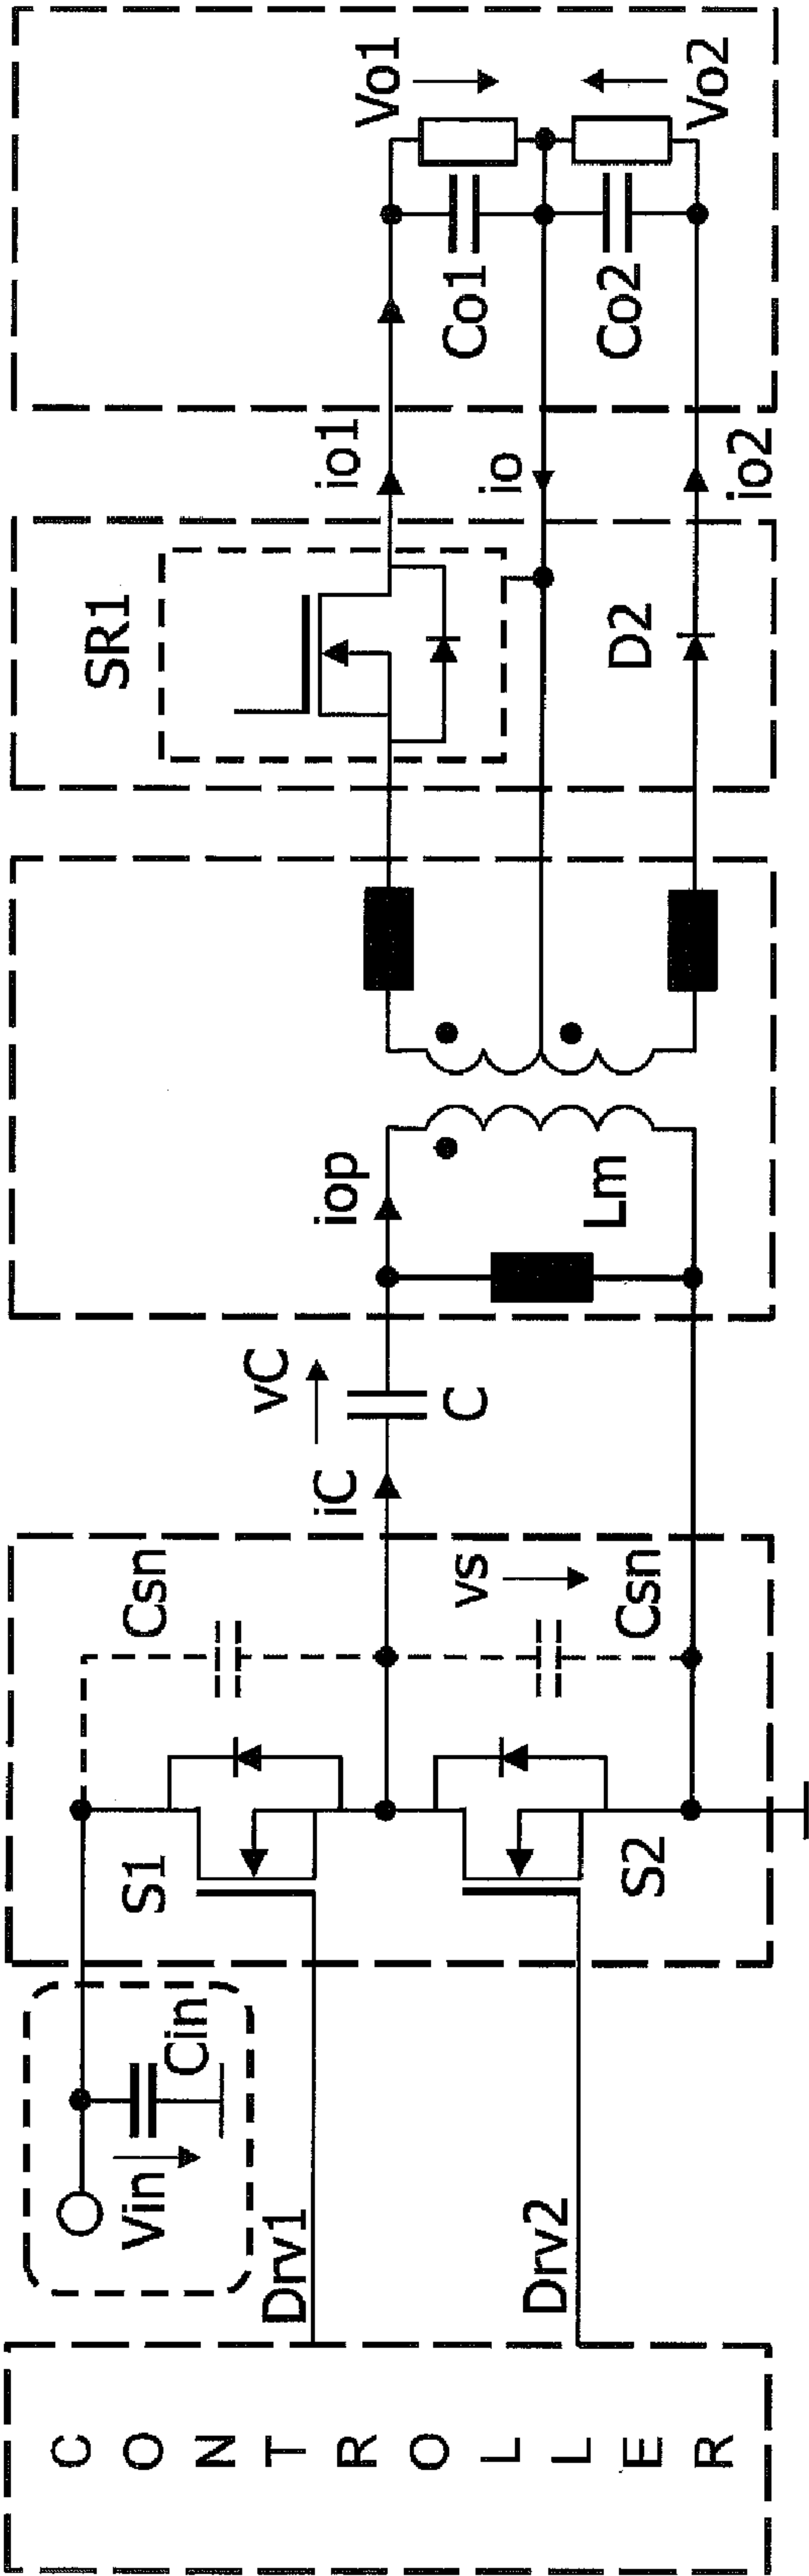 CONTROLLER
Vin
Cin
Drv1
Drv2
S1
S2
Csn
vs
Csn
iC
vC
C
iop
Lm
SR1
D2
io1
io
io2
Co1
Co2
Vo1
Vo2